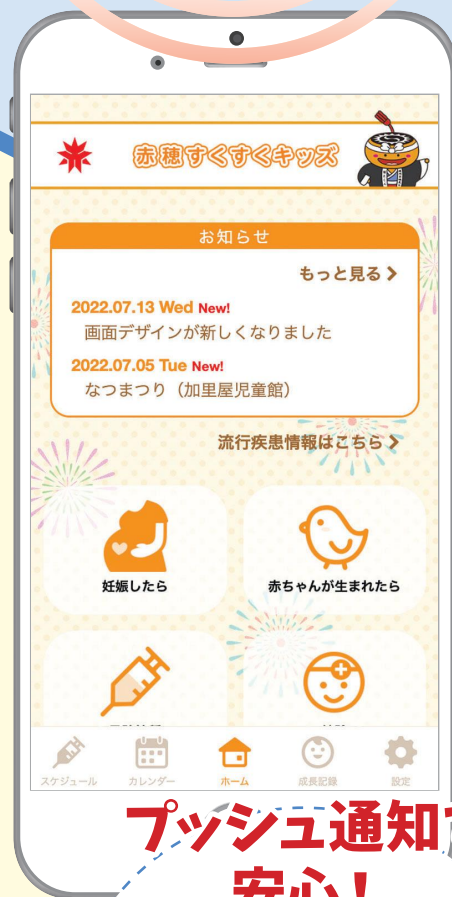 赤穂すくすくキッズ
お知らせ
もっと見る
2022.07.13 Wed New!
画面デザインが新しくなりました
2022.07.05 Tue New!
なつまつり（加里屋児童館）
流行疾患情報はこちら
妊娠したら
赤ちゃんが生まれたら
スケジュール
カレンダー
ホーム
成長記録
設定
プッシュ通知で
安心！